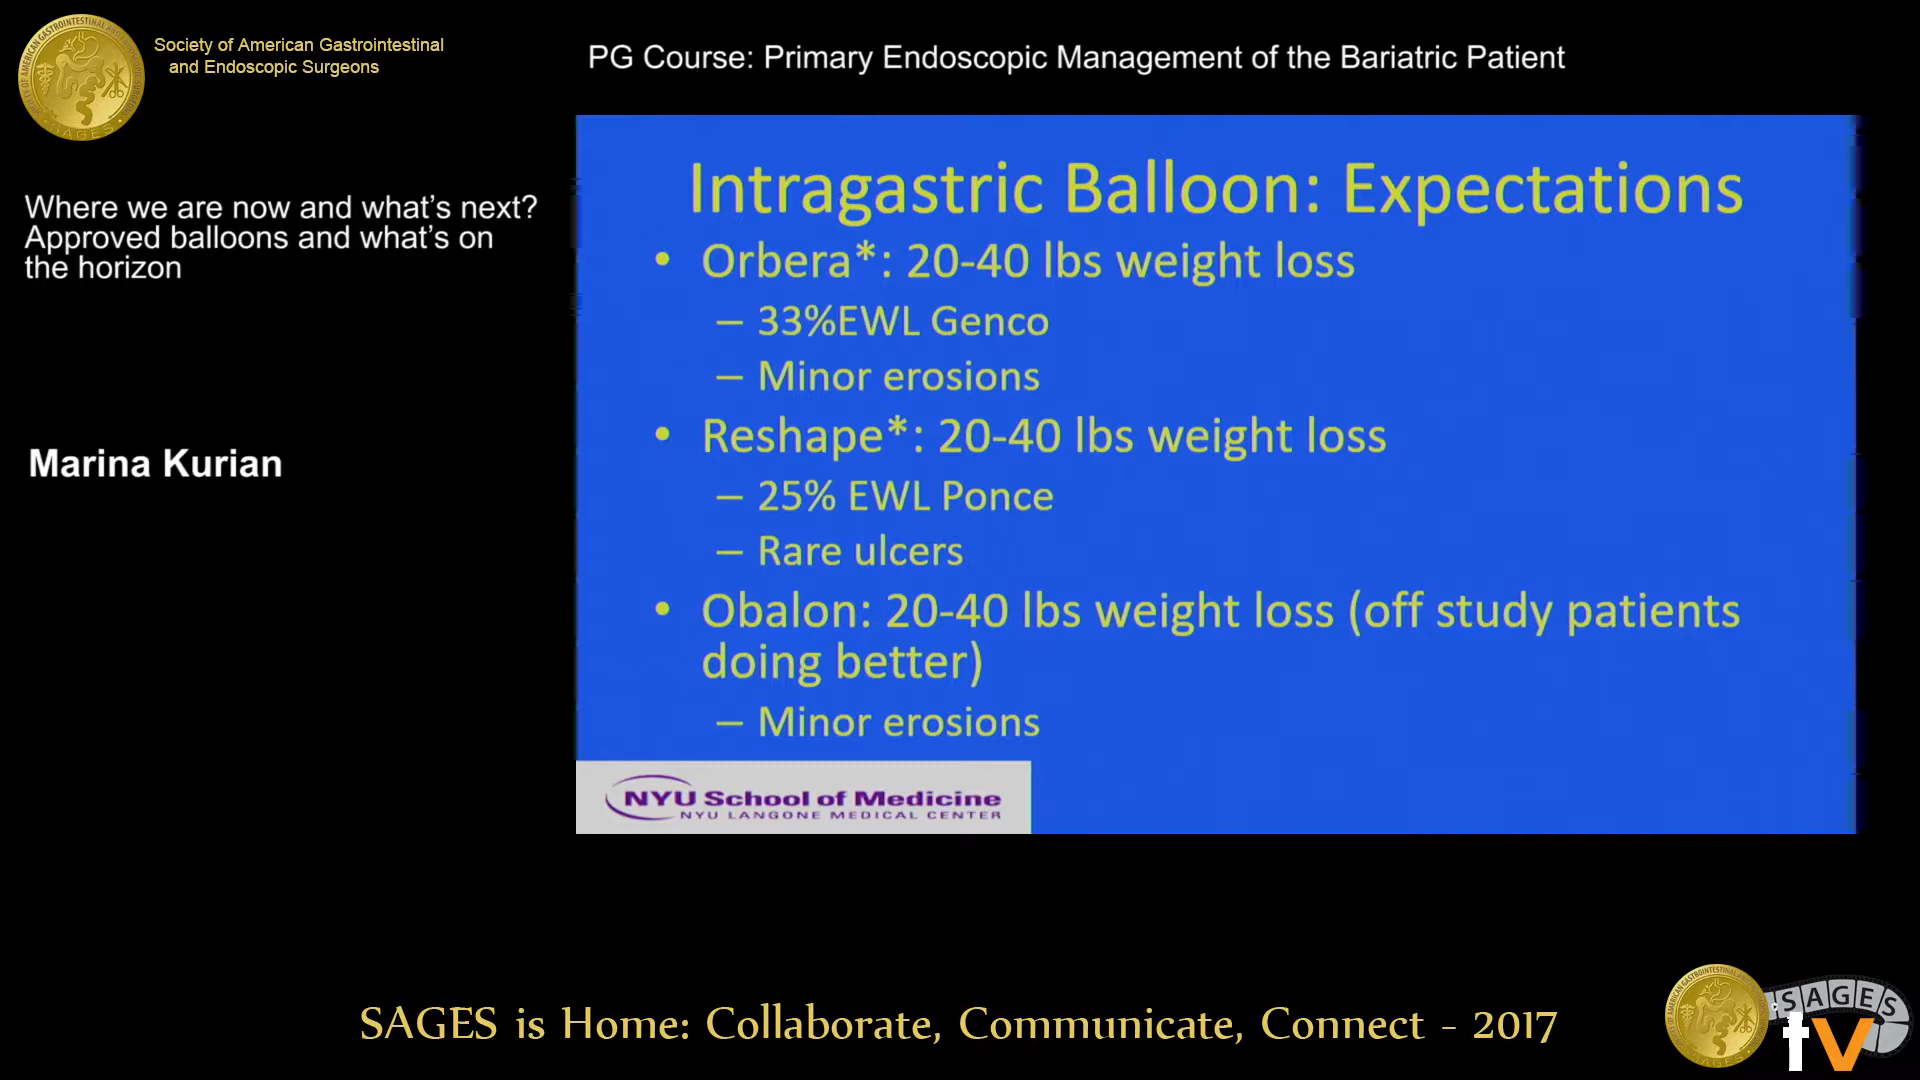 Society of American Gastrointestinal
and Endoscopic Surgeons
PG Course: Primary Endoscopic Management of the Bariatric Patient
Where we are now and what's next?
Approved balloons and what's on
the horizon
Marina Kurian
Intragastric Balloon: Expectations
• Orbera*: 20-40 lbs weight loss
– 33%EWL Genco
– Minor erosions
• Reshape*: 20-40 lbs weight loss
– 25% EWL Ponce
– Rare ulcers
• Obalon: 20-40 lbs weight loss (off study patients
doing better)
– Minor erosions
NYU School of Medicine
NYU LANGONE MEDICAL CENTER
SAGES is Home: Collaborate, Communicate, Connect - 2017
SAGES
tv